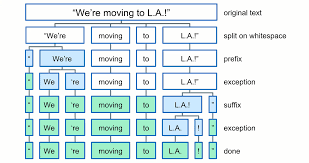 “We’re moving to L.A.!” original text
“We’re moving to L.A.!” split on whitespace
“ We’re moving to L.A.!” prefix
“ We ’re moving to L.A.!” exception
“ We ’re moving to L.A.! ” suffix
“ We ’re moving to L.A. ! ” exception
“ We ’re moving to L.A. ! ” done